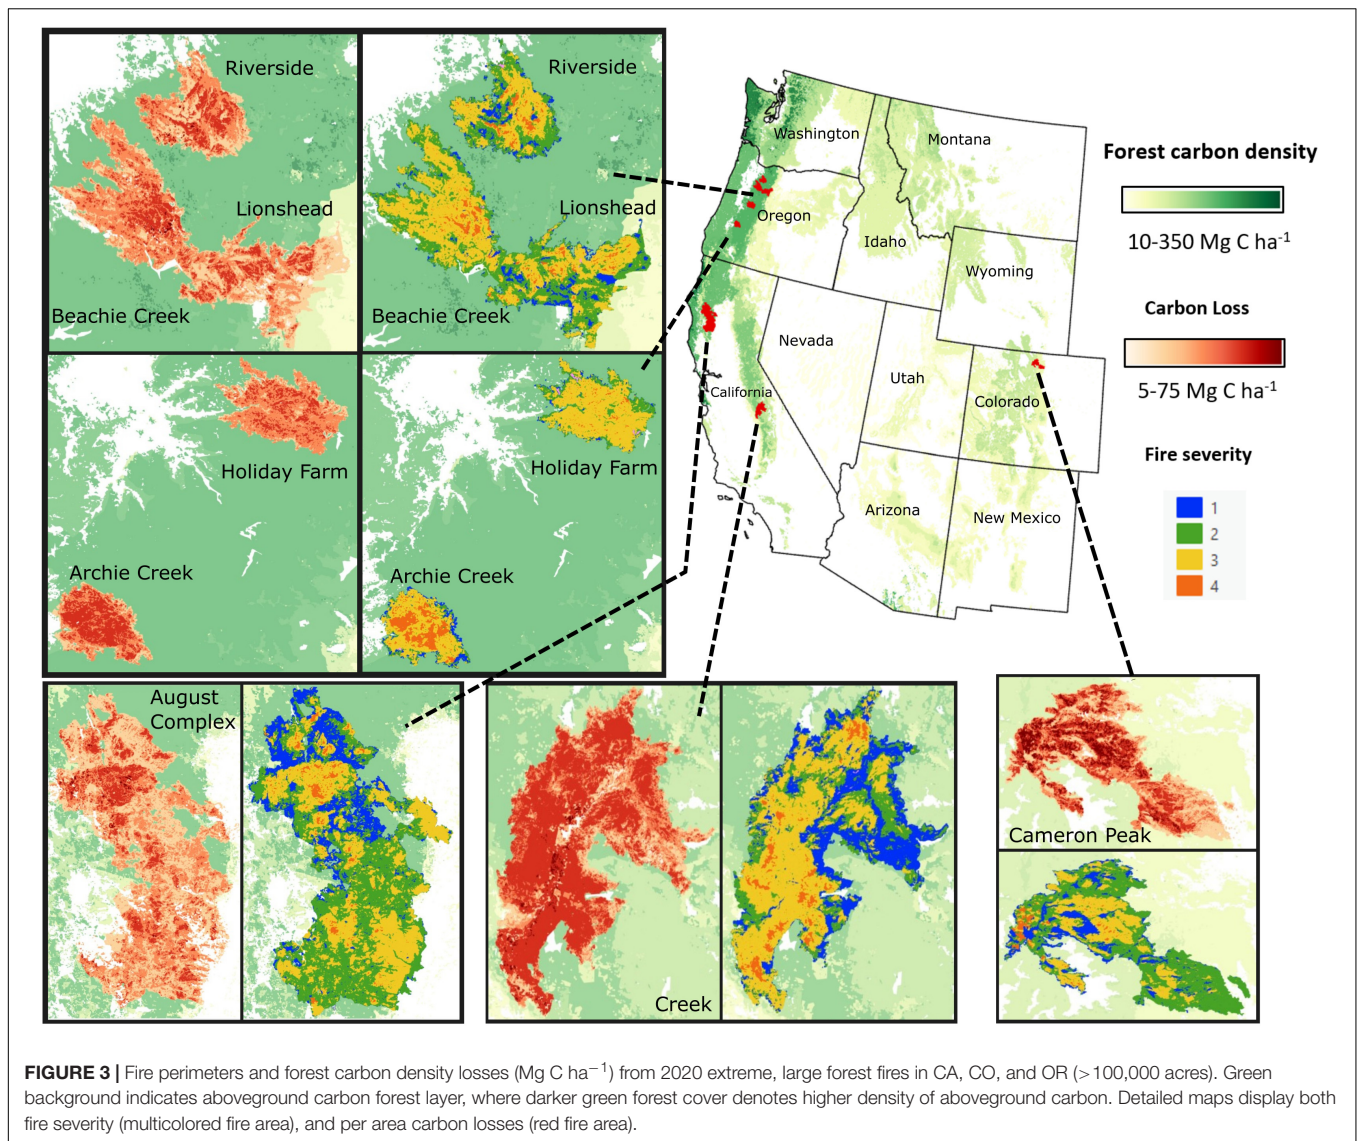 Riverside
Lionshead
Beachie Creek
Riverside
Lionshead
Beachie Creek
Holiday Farm
Archie Creek
Holiday Farm
Archie Creek
Washington
Montana
Oregon
Idaho
Wyoming
Nevada
Utah
California
Colorado
Arizona
New Mexico
Forest carbon density
10-350 Mg C ha-1
Carbon Loss
5-75 Mg C ha-1
Fire severity
1
2
3
4
August
Complex
Creek
Cameron Peak
FIGURE 3 | Fire perimeters and forest carbon density losses (Mg C ha−1) from 2020 extreme, large forest fires in CA, CO, and OR (>100,000 acres). Green
background indicates aboveground carbon forest layer, where darker green forest cover denotes higher density of aboveground carbon. Detailed maps display both
fire severity (multicolored fire area), and per area carbon losses (red fire area).